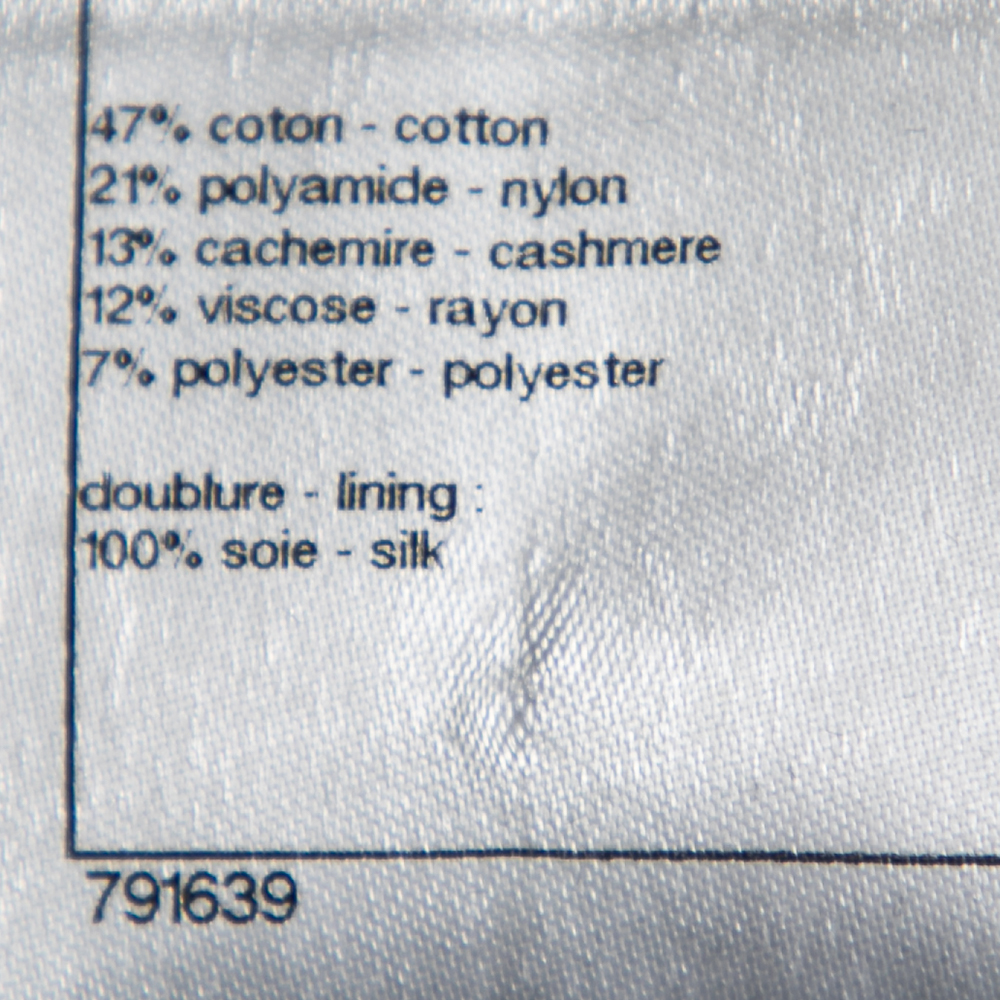 47% coton - cotton
21% polyamide - nylon
13% cachemire - cashmere
12% viscose - rayon
7% polyester - polyester
doublure - lining :
100% soie - silk
791639